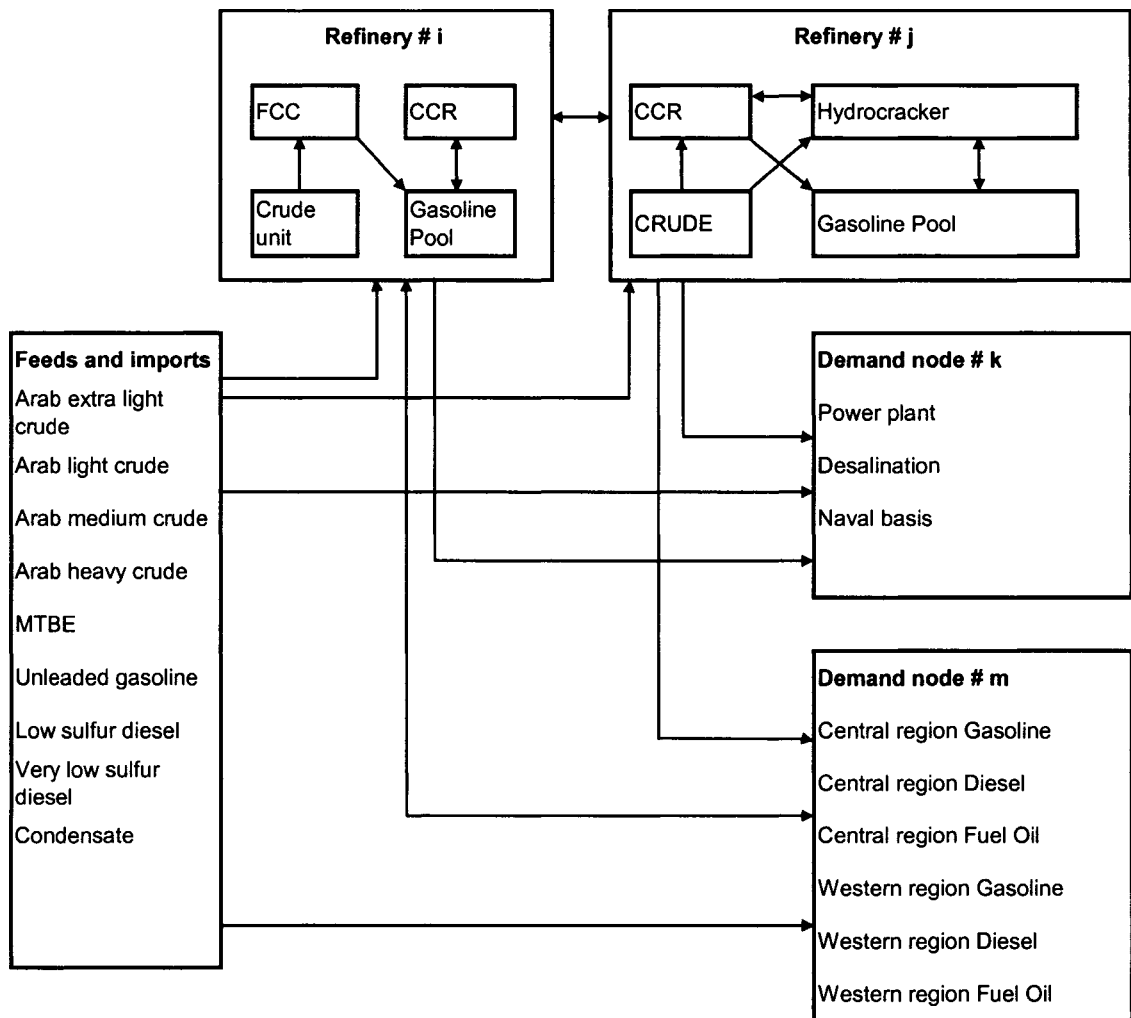 Refinery # i
FCC
CCR
Crude
unit
Gasoline
Pool
Refinery # j
CCR
Hydrocracker
CRUDE
Gasoline Pool
Feeds and imports
Arab extra light
crude
Arab light crude
Arab medium crude
Arab heavy crude
MTBE
Unleaded gasoline
Low sulfur diesel
Very low sulfur
diesel
Condensate
Demand node # k
Power plant
Desalination
Naval basis
Demand node # m
Central region Gasoline
Central region Diesel
Central region Fuel Oil
Western region Gasoline
Western region Diesel
Western region Fuel Oil